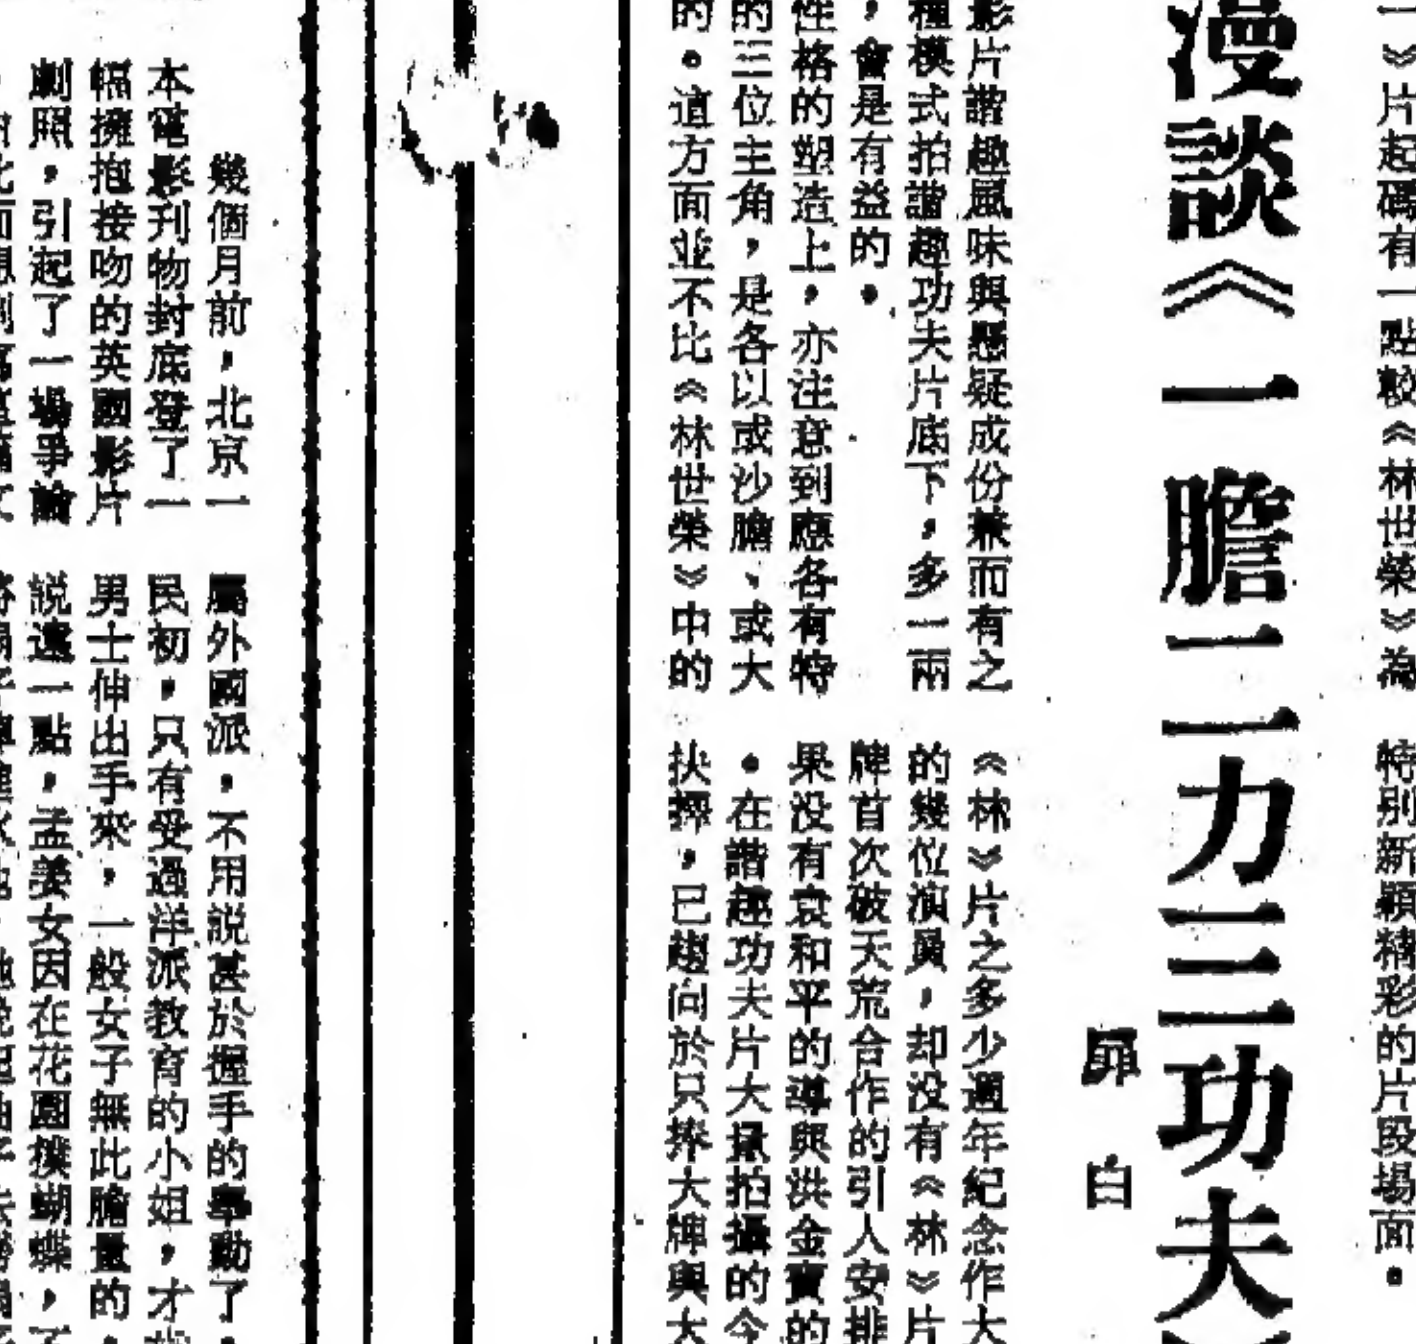 一》片起碼有一點較《林世榮》為
特别新穎精彩的片段場面。
漫談《一膽二力三功夫
白
影片諧趣風味與懸疑成份兼而有之
種模式拍諧趣功夫片底下，多一兩
，會是有益的。
性格的塑造上，亦注意到應各有特
的三位主角，是各以或沙膽、或大
的。這方面並不比《林世榮》中的
《林》片之多少週年紀念作大
的幾位演員，却没有《林》片
牌首次破天荒合作的引人安排
果没有袁和平的導與洪金寶的
。在諧趣功夫片大量拍攝的今
抉擇，已趨向於只捧大牌與大
幾個月前，北京一
本電影刋物封底登了一
幅擁抱接吻的英國影片
劇照，引起了一場爭論
屬外國派，不用説甚於握手的舉動了，
民初，只有受過洋派教育的小姐，才
男士伸出手來，一般女子無此膽量的，
説遠一點，孟姜女因在花園撲蝴蝶，